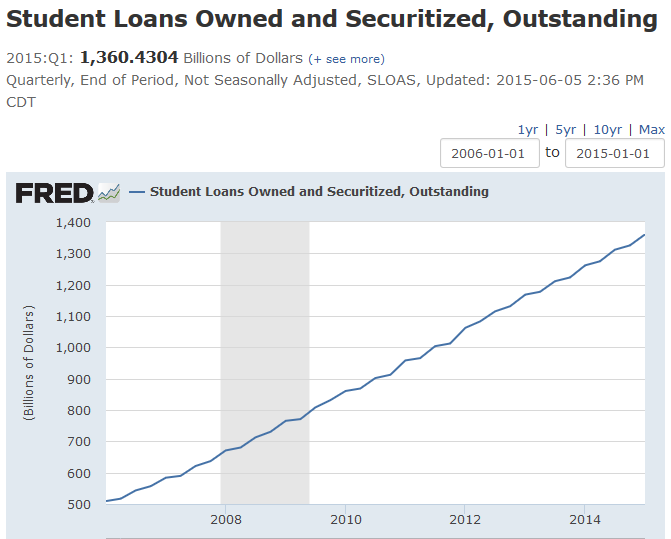 Student Loans Owned and Securitized, Outstanding
2015:Q1: 1,360.4304 Billions of Dollars (+ see more)
Quarterly, End of Period, Not Seasonally Adjusted, SLOAS, Updated: 2015-06-05 2:36 PM
CDT
1yr | 5yr | 10yr | Max
2006-01-01 to 2015-01-01
FRED Student Loans Owned and Securitized, Outstanding
1,400
1,300
1,200
1,100
1,000
900
800
700
600
500
(Billions of Dollars)
2008 2010 2012 2014